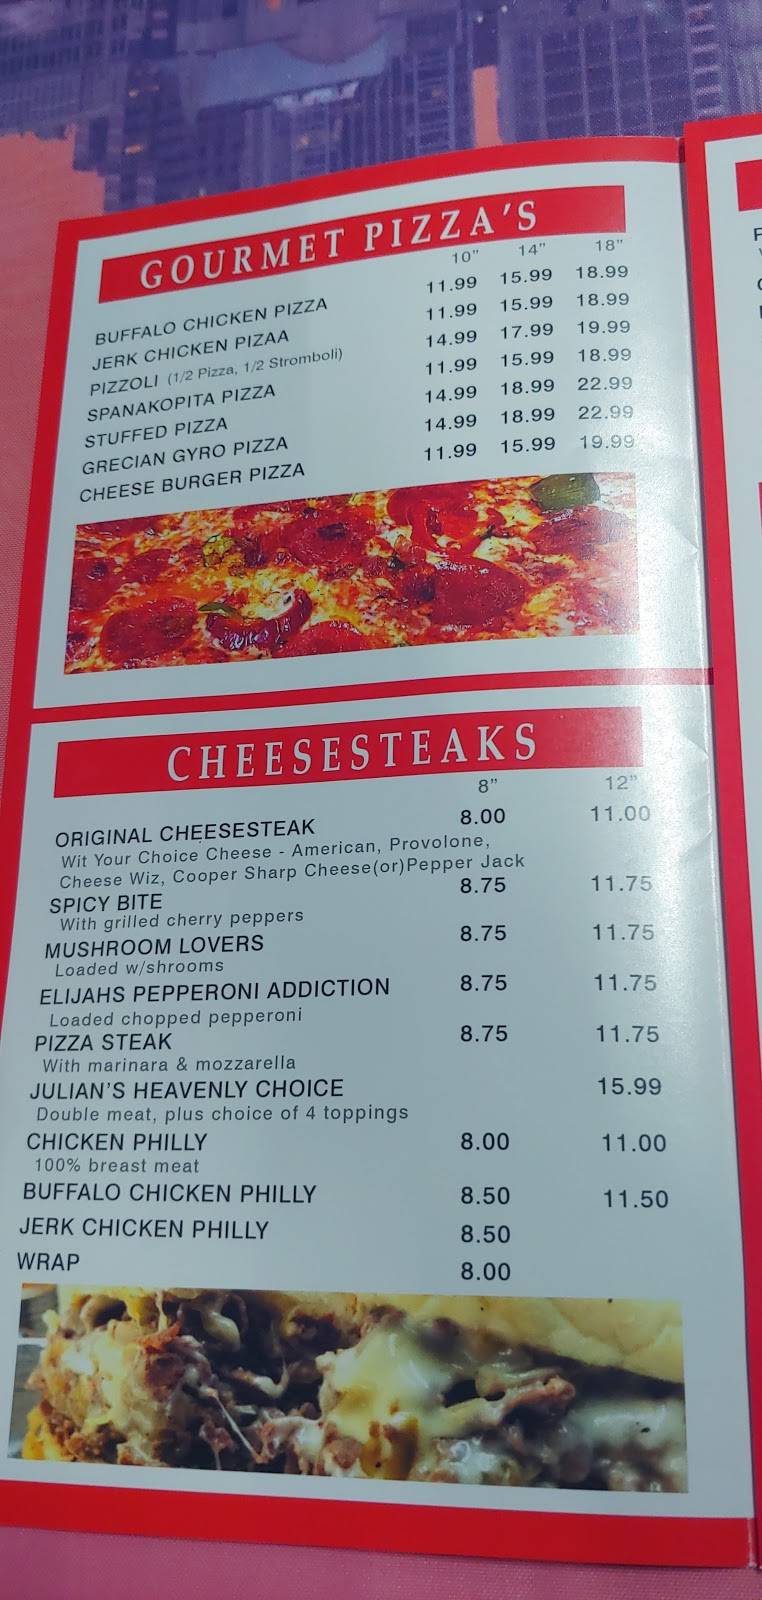 GOURMET PIZZA'S
10" 14" 18"
BUFFALO CHICKEN PIZZA 11.99 15.99 18.99
JERK CHICKEN PIZAA 11.99 15.99 18.99
PIZZOLI (1/2 Pizza, 1/2 Stromboli) 14.99 17.99 19.99
SPANAKOPITA PIZZA 11.99 15.99 18.99
STUFFED PIZZA 14.99 18.99 22.99
GRECIAN GYRO PIZZA 14.99 18.99 22.99
CHEESE BURGER PIZZA 11.99 15.99 19.99
CHEESESTEAKS
8" 12"
ORIGINAL CHEESESTEAK 8.00 11.00
Wit Your Choice Cheese - American, Provolone,
Cheese Wiz, Cooper Sharp Cheese(or)Pepper Jack
SPICY BITE 8.75 11.75
With grilled cherry peppers
MUSHROOM LOVERS 8.75 11.75
Loaded w/shrooms
ELIJAHS PEPPERONI ADDICTION 8.75 11.75
Loaded chopped pepperoni
PIZZA STEAK 8.75 11.75
With marinara & mozzarella
JULIAN'S HEAVENLY CHOICE 15.99
Double meat, plus choice of 4 toppings
CHICKEN PHILLY 8.00 11.00
100% breast meat
BUFFALO CHICKEN PHILLY 8.50 11.50
JERK CHICKEN PHILLY 8.50
WRAP 8.00